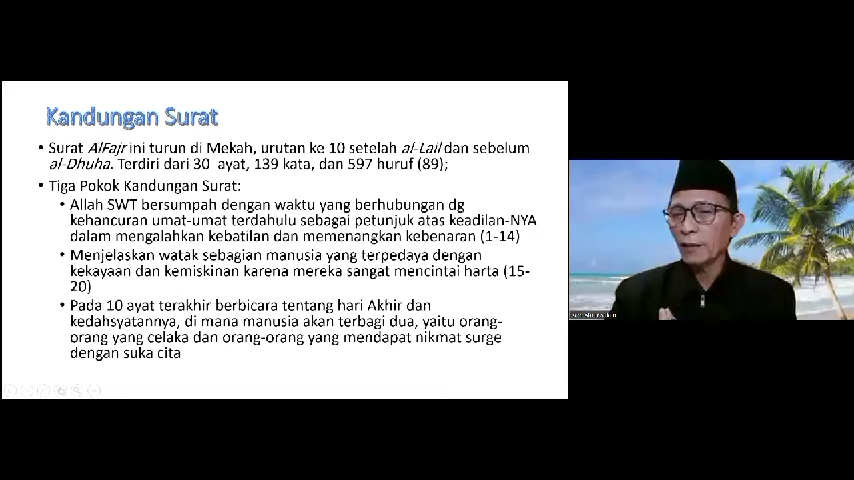 Kandungan Surat
• Surat AlFajr ini turun di Mekah, urutan ke 10 setelah al-Lail dan sebelum
al-Dhuha. Terdiri dari 30 ayat, 139 kata, dan 597 huruf (89);
• Tiga Pokok Kandungan Surat:
• Allah SWT bersumpah dengan waktu yang berhubungan dg
kehancuran umat-umat terdahulu sebagai petunjuk atas keadilan-NYA
dalam mengalahkan kebatilan dan memenangkan kebenaran (1-14)
• Menjelaskan watak sebagian manusia yang terpedaya dengan
kekayaan dan kemiskinan karena mereka sangat mencintai harta (15-
20)
• Pada 10 ayat terakhir berbicara tentang hari Akhir dan
kedahsyatannya, di mana manusia akan terbagi dua, yaitu orang-
orang yang celaka dan orang-orang yang mendapat nikmat surge
dengan suka cita